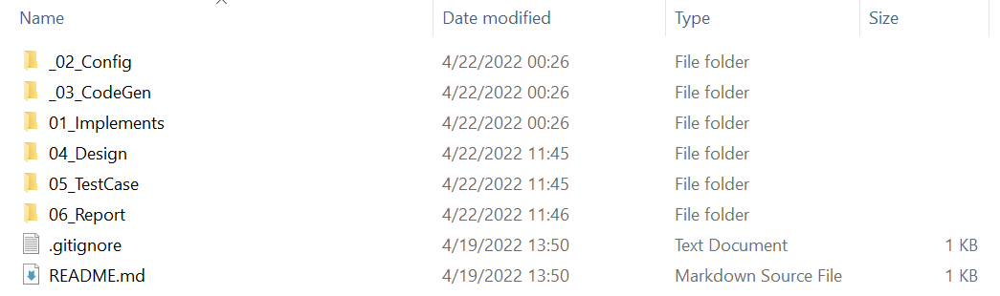 Name Date modified Type Size
_02_Config 4/22/2022 00:26 File folder
_03_CodeGen 4/22/2022 00:26 File folder
01_Implements 4/22/2022 00:26 File folder
04_Design 4/22/2022 11:45 File folder
05_TestCase 4/22/2022 11:45 File folder
06_Report 4/22/2022 11:46 File folder
.gitignore 4/19/2022 13:50 Text Document 1 KB
README.md 4/19/2022 13:50 Markdown Source File 1 KB